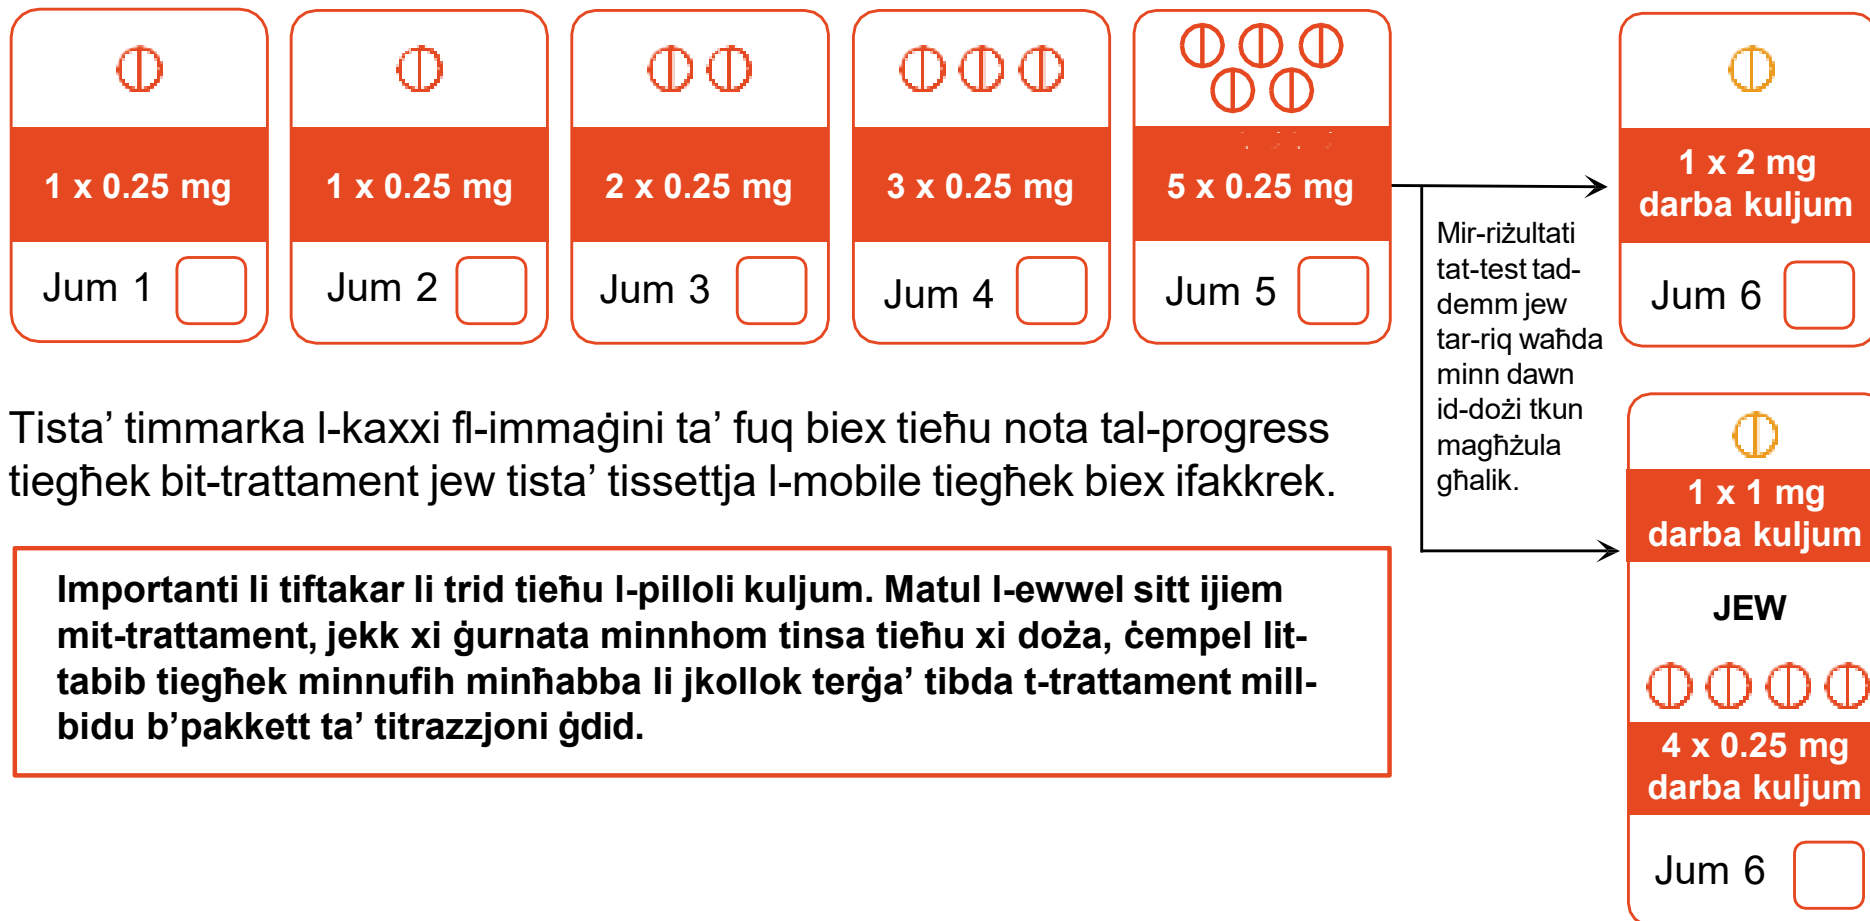 1 x 0.25 mg
Jum 1
1 x 0.25 mg
Jum 2
2 x 0.25 mg
Jum 3
3 x 0.25 mg
Jum 4
5 x 0.25 mg
Jum 5
Mir-riżultati
tat-test tad-
demm jew
tar-riq waħda
minn dawn
id-dożi tkun
magħżula
għalik.
1 x 2 mg
darba kuljum
Jum 6
1 x 1 mg
darba kuljum
JEW
4 x 0.25 mg
darba kuljum
Jum 6
Tista’ timmarka l-kaxxi fl-immaġini ta’ fuq biex tieħu nota tal-progress
tiegħek bit-trattament jew tista’ tissettja l-mobile tiegħek biex ifakkrek.
Importanti li tiftakar li trid tieħu l-pilloli kuljum. Matul l-ewwel sitt ijiem
mit-trattament, jekk xi ġurnata minnhom tinsa tieħu xi doża, ċempel lit-
tabib tiegħek minnufih minħabba li jkollok terġa’ tibda t-trattament mill-
bidu b’pakkett ta’ titrazzjoni ġdid.